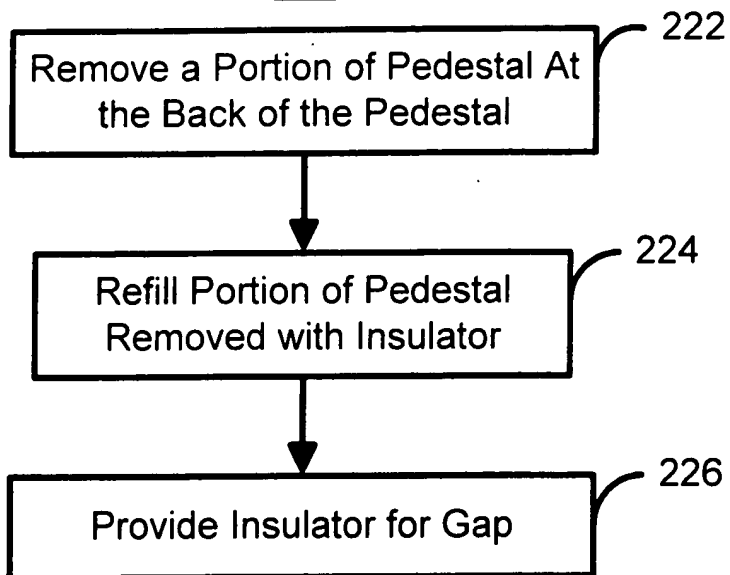 222
Remove a Portion of Pedestal At
the Back of the Pedestal
224
Refill Portion of Pedestal
Removed with Insulator
226
Provide Insulator for Gap